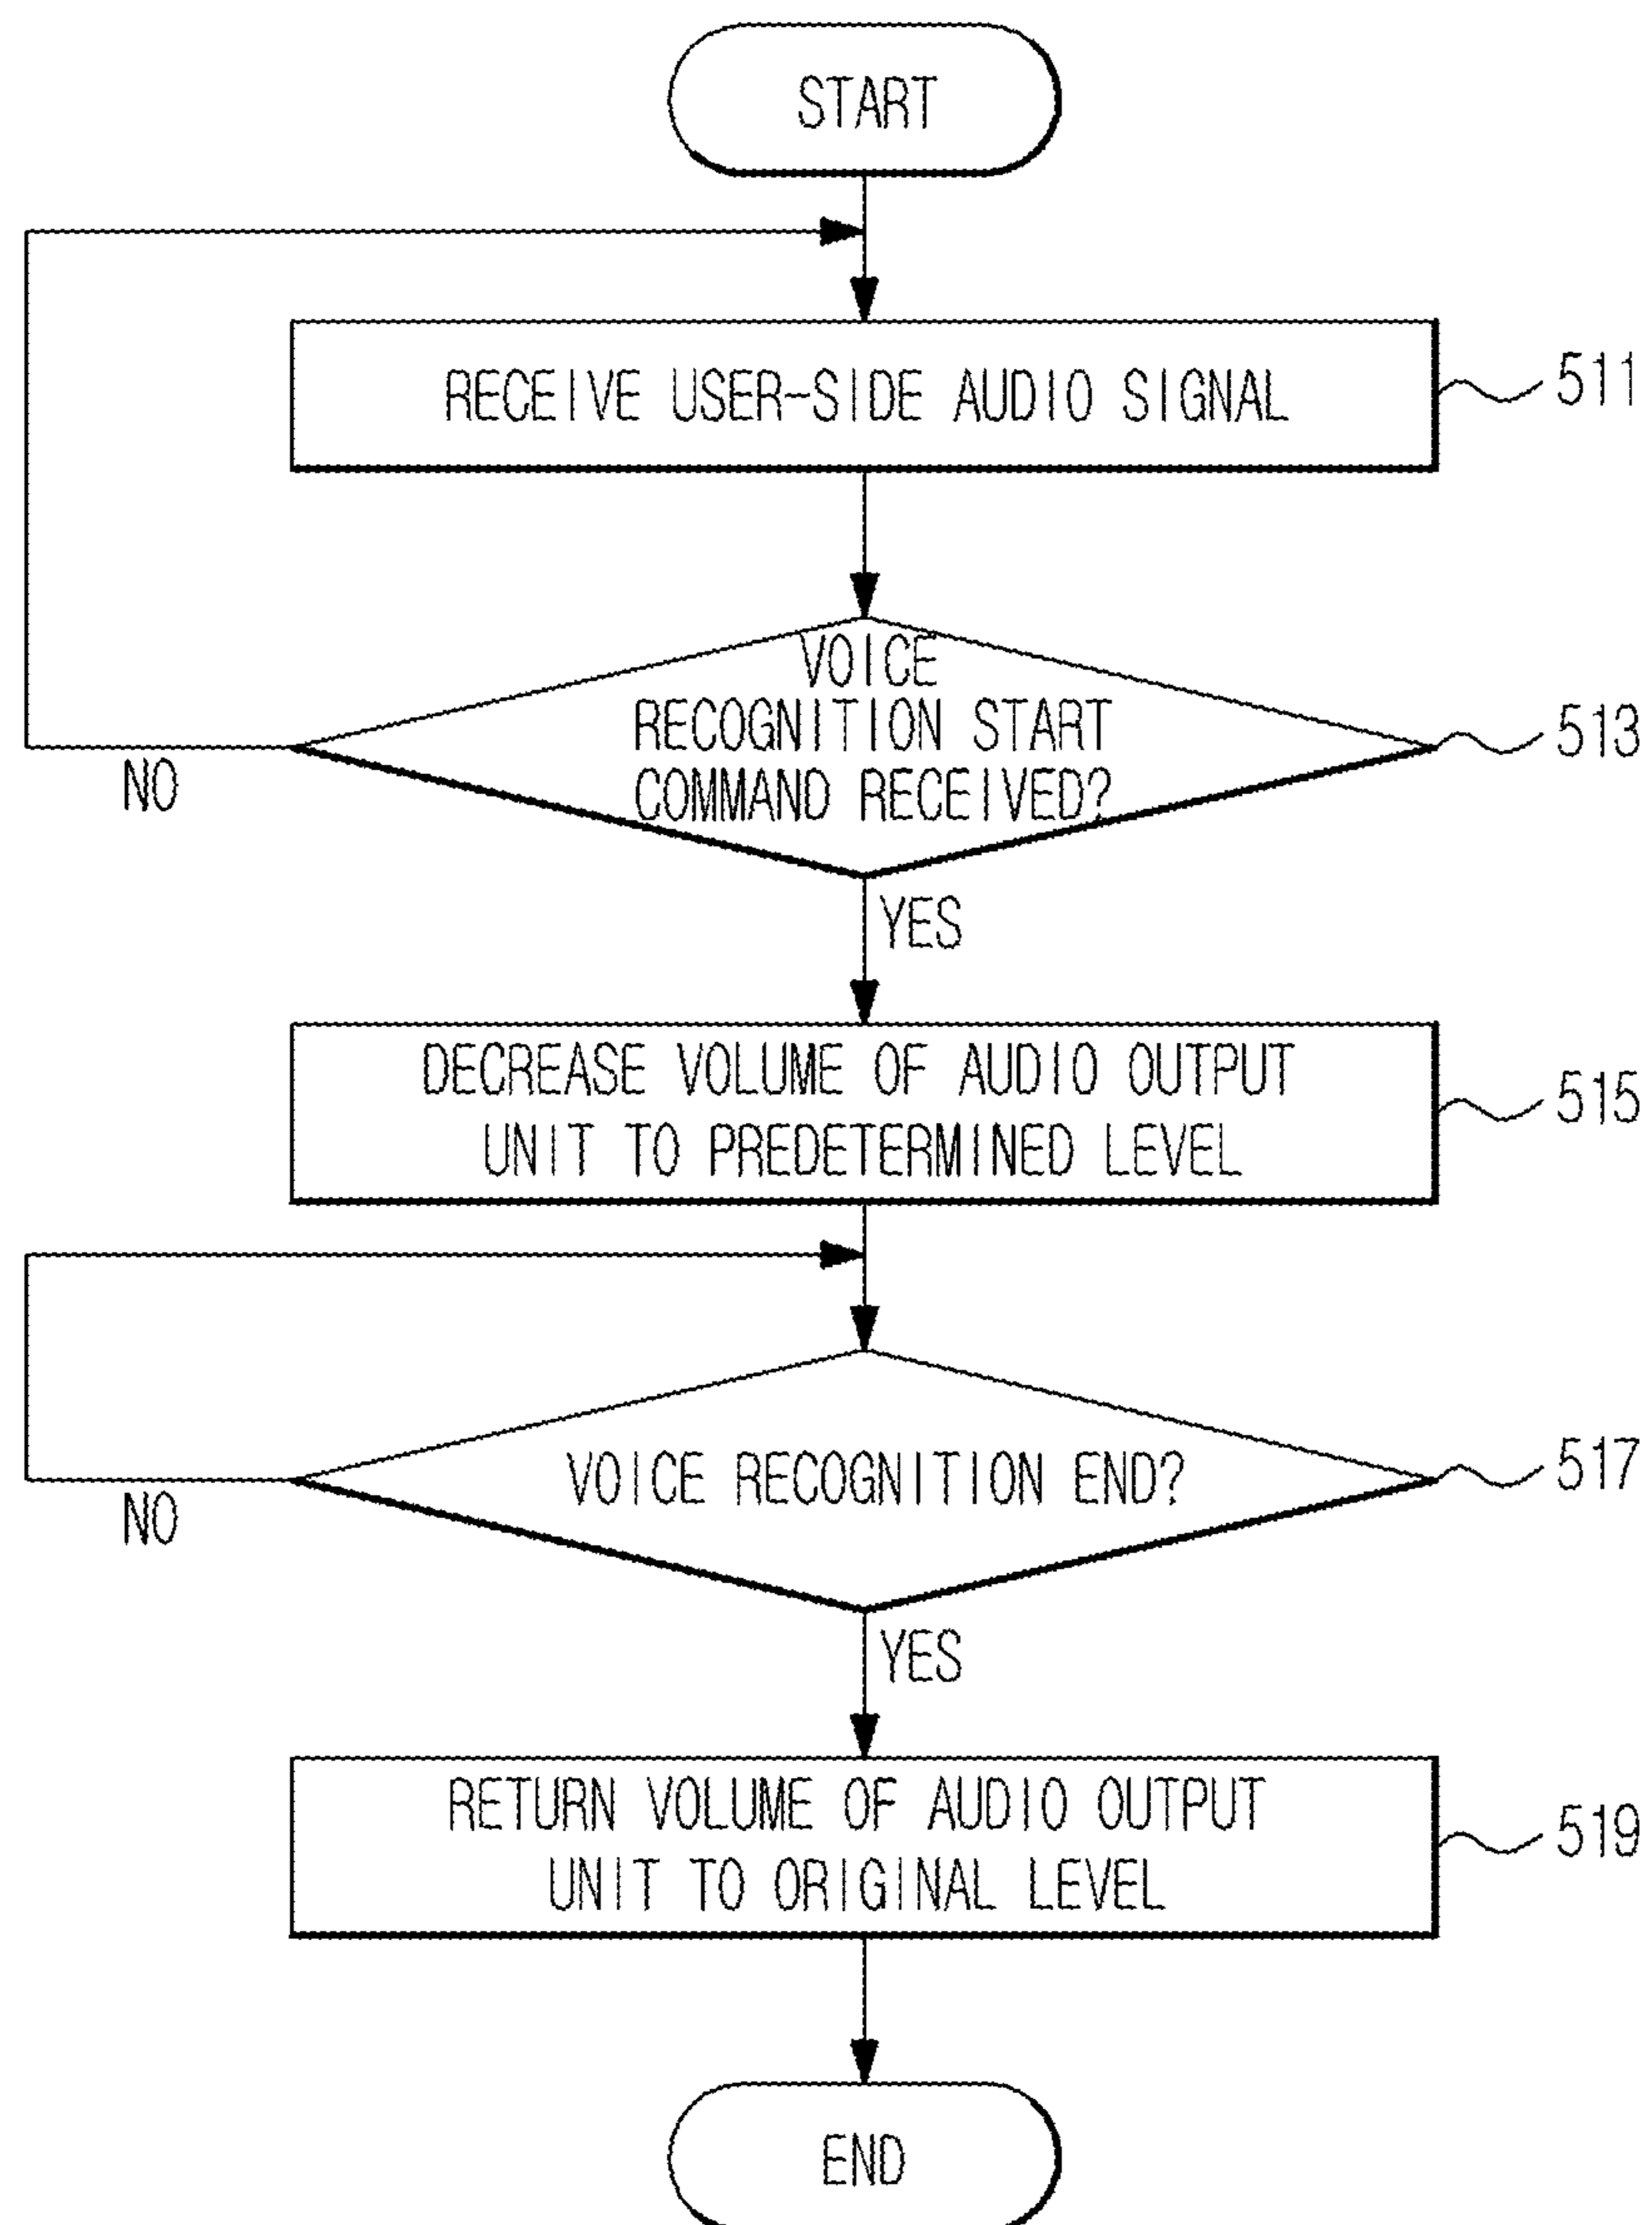 START
RECEIVE USER-SIDE AUDIO SIGNAL
511
VOICE
RECOGNITION START
COMMAND RECEIVED?
513
NO
YES
DECREASE VOLUME OF AUDIO OUTPUT
UNIT TO PREDETERMINED LEVEL
515
VOICE RECOGNITION END?
517
NO
YES
RETURN VOLUME OF AUDIO OUTPUT
UNIT TO ORIGINAL LEVEL
519
END